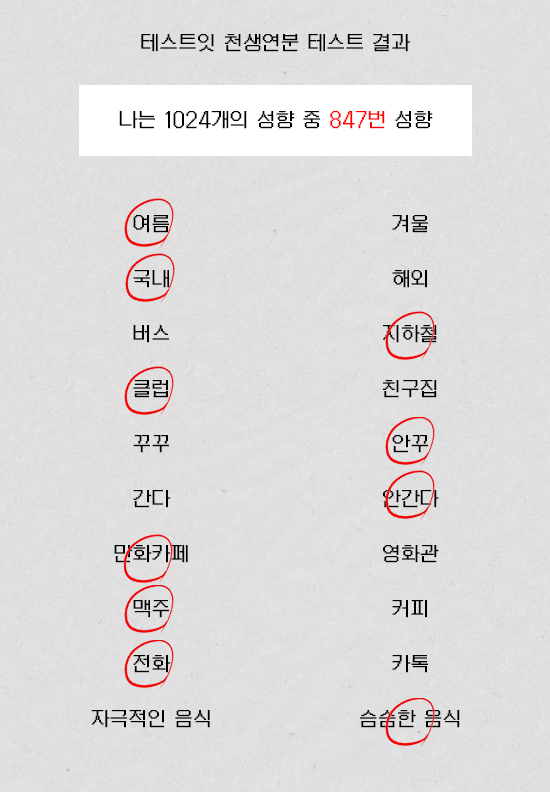 테스트잇 천생연분 테스트 결과
나는 1024개의 성향 중 847번 성향
여름 겨울
국내 해외
버스 지하철
클럽 친구집
꾸꾸 안꾸
간다 안간다
만화카페 영화관
맥주 커피
전화 카톡
자극적인 음식 슴슴한 음식